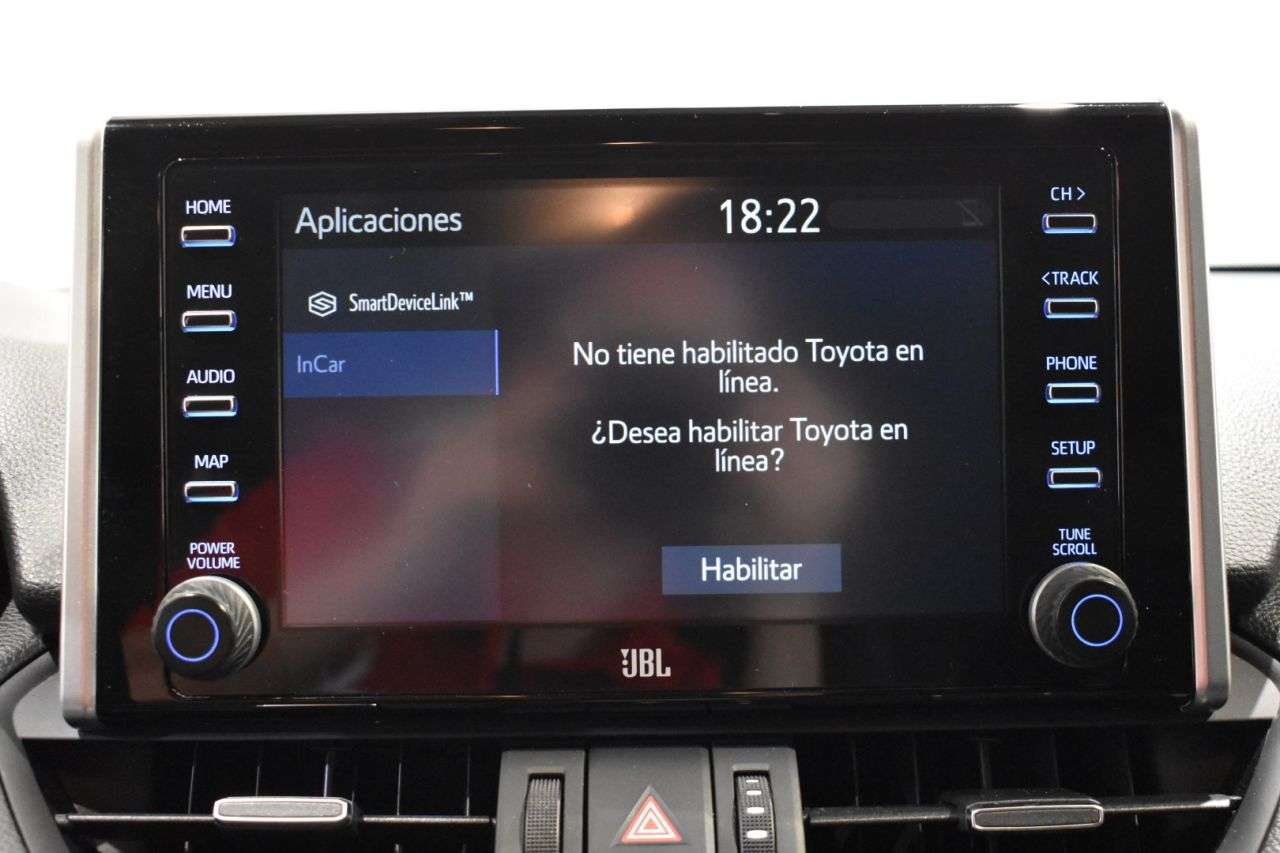 HOME
MENU
AUDIO
MAP
POWER
VOLUME
Aplicaciones
18:22
SmartDeviceLink™
InCar
No tiene habilitado Toyota en
línea.
¿Desea habilitar Toyota en
línea?
Habilitar
JBL
CH >
<TRACK
PHONE
SETUP
TUNE
SCROLL